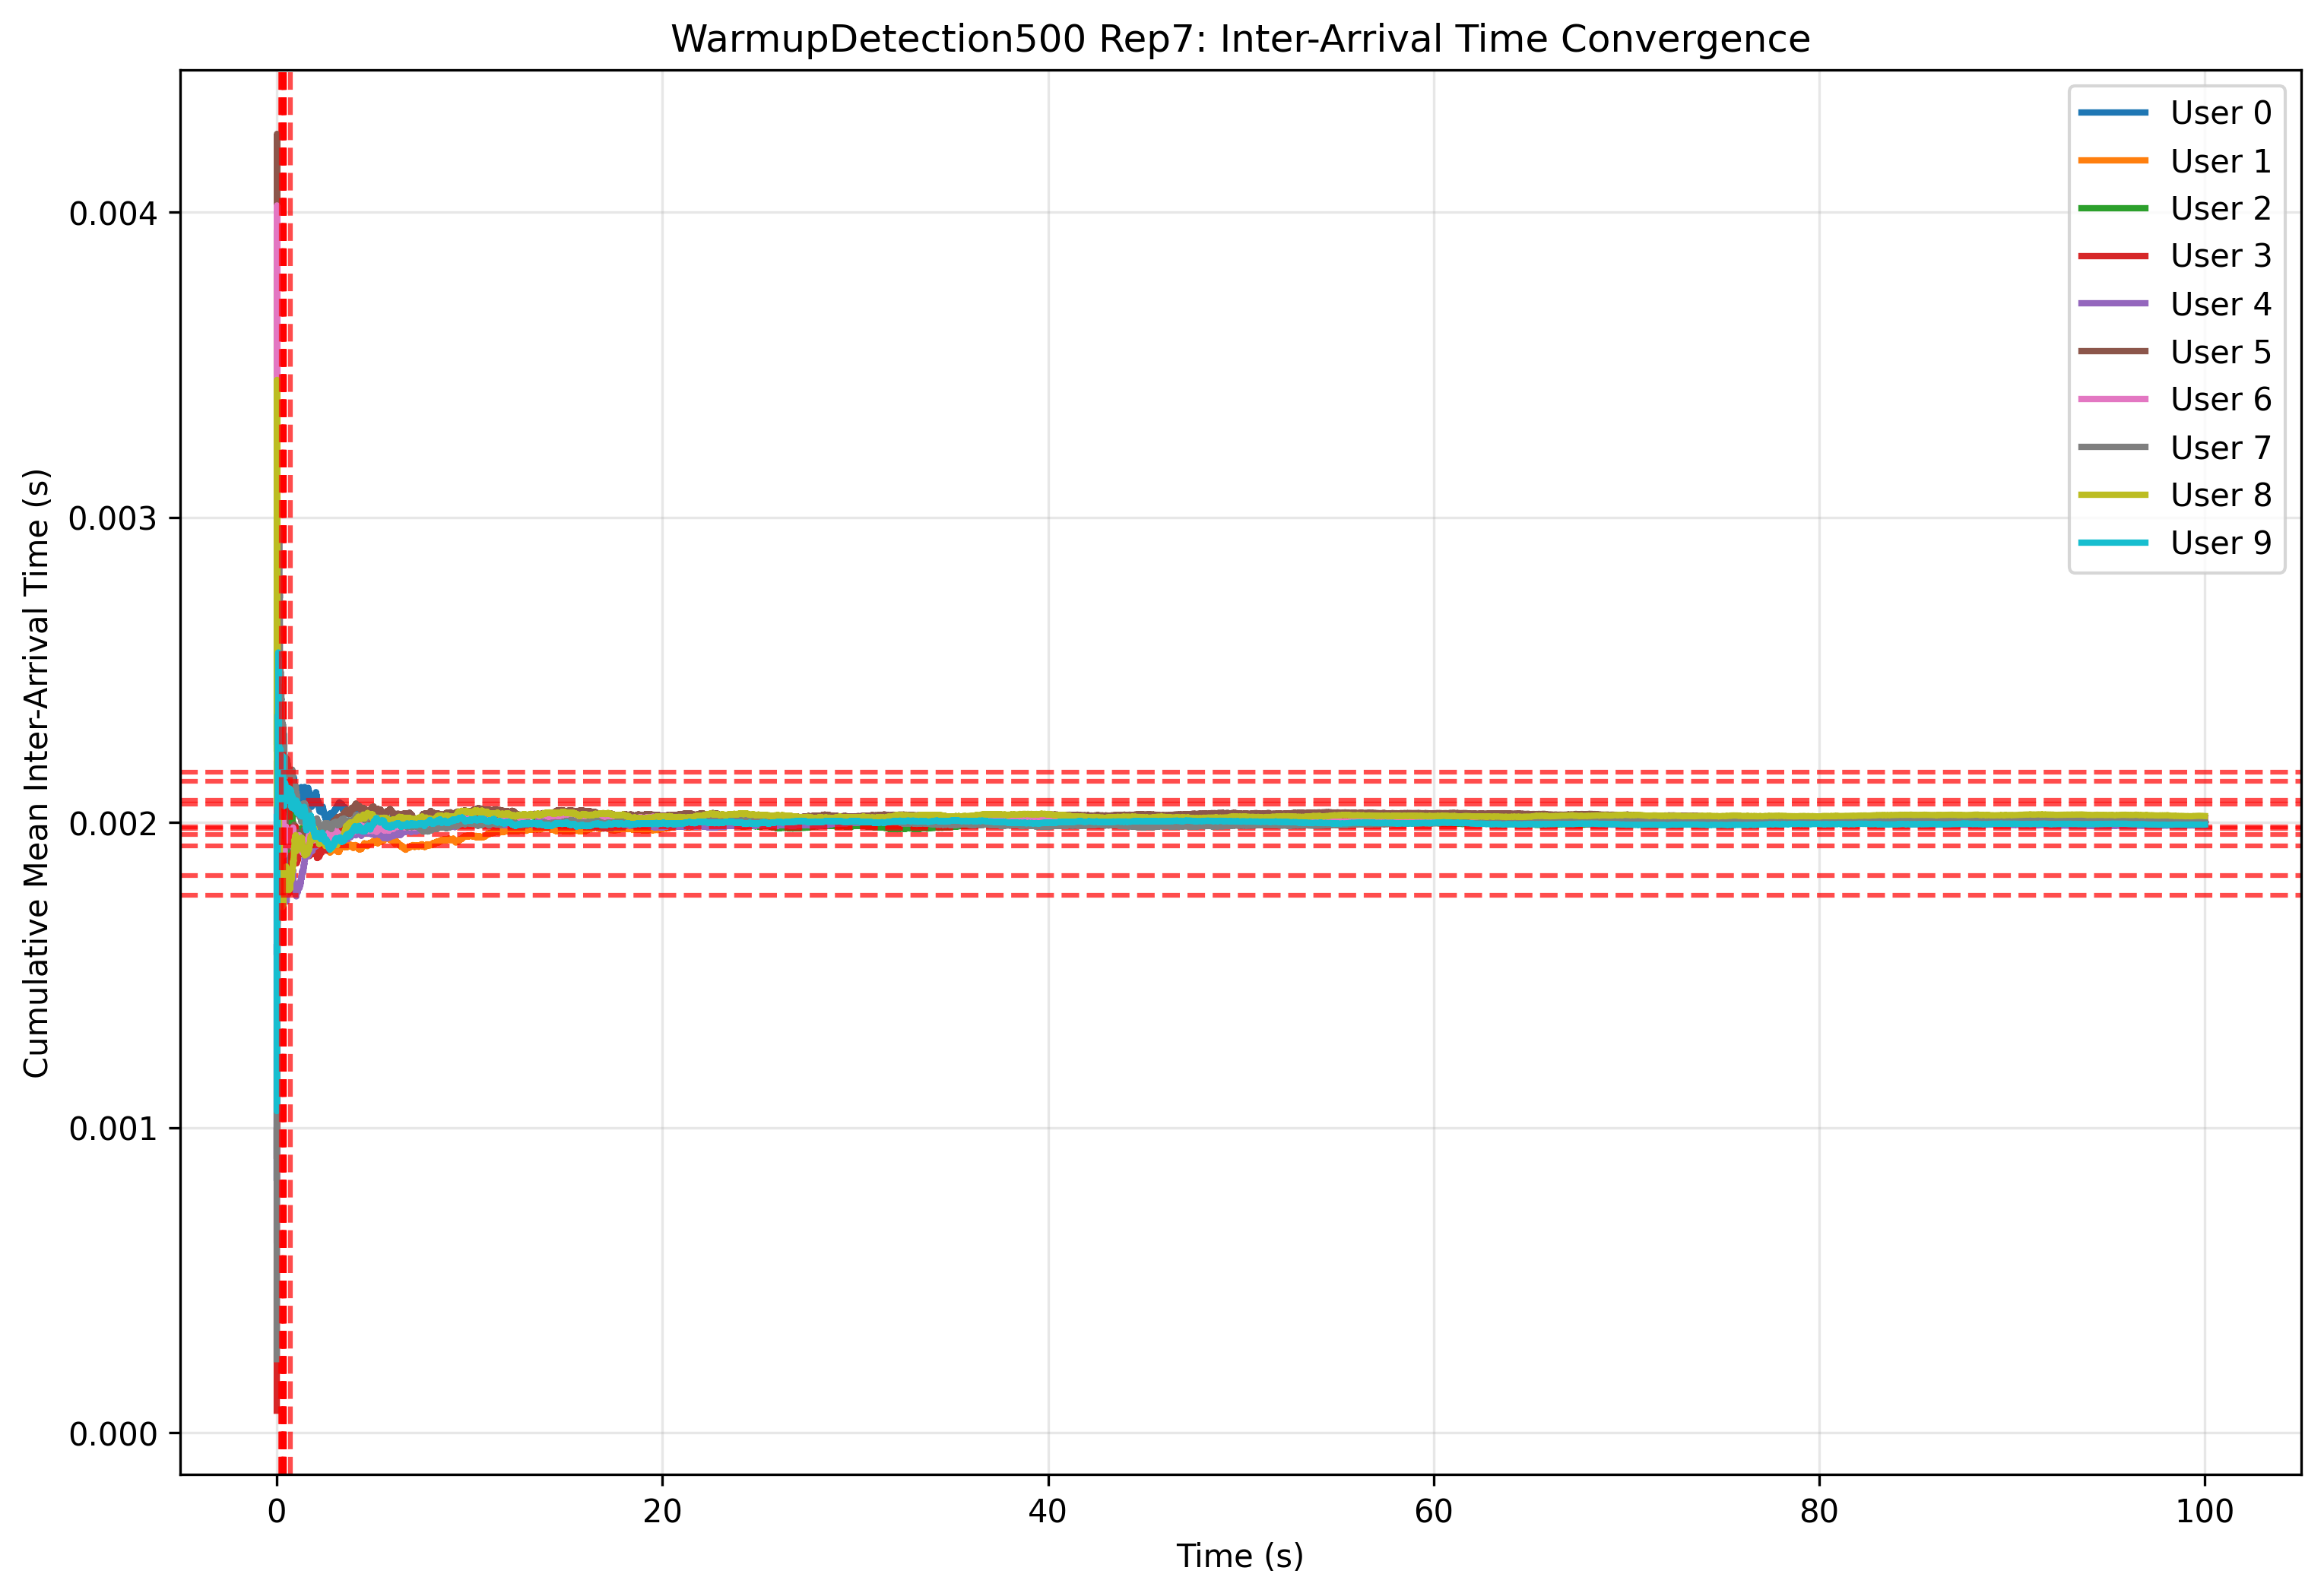 WarmupDetection500 Rep7: Inter-Arrival Time Convergence
Cumulative Mean Inter-Arrival Time (s)
0.004
0.003
0.002
0.001
0.000
User 0
User 1
User 2
User 3
User 4
User 5
User 6
User 7
User 8
User 9
0
20
40
60
80
100
Time (s)